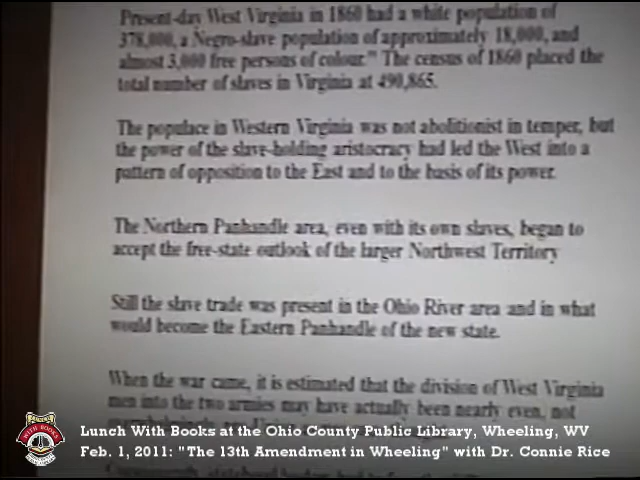 Present-day West Virginia in 1860 had a white population of
378,000, a Negro-slave population of approximately 18,000, and
almost 3,000 free persons of colour." The census of 1860 placed the
total number of slaves in Virginia at 490,865.
The populace in Western Virginia was not abolitionist in temper, but
the power of the slave-holding aristocracy had led the West into a
pattern of opposition to the East and to the basis of its power.
The Northern Panhandle area, even with its own slaves, began to
accept the free-state outlook of the larger Northwest Territory
Still the slave trade was present in the Ohio River area and in what
would become the Eastern Panhandle of the new state.
When the war came, it is estimated that the division of West Virginia
men into the two armies may have actually been nearly even, not
WITH BOOKS
Lunch With Books at the Ohio County Public Library, Wheeling, WV
Feb. 1, 2011: "The 13th Amendment in Wheeling" with Dr. Connie Rice